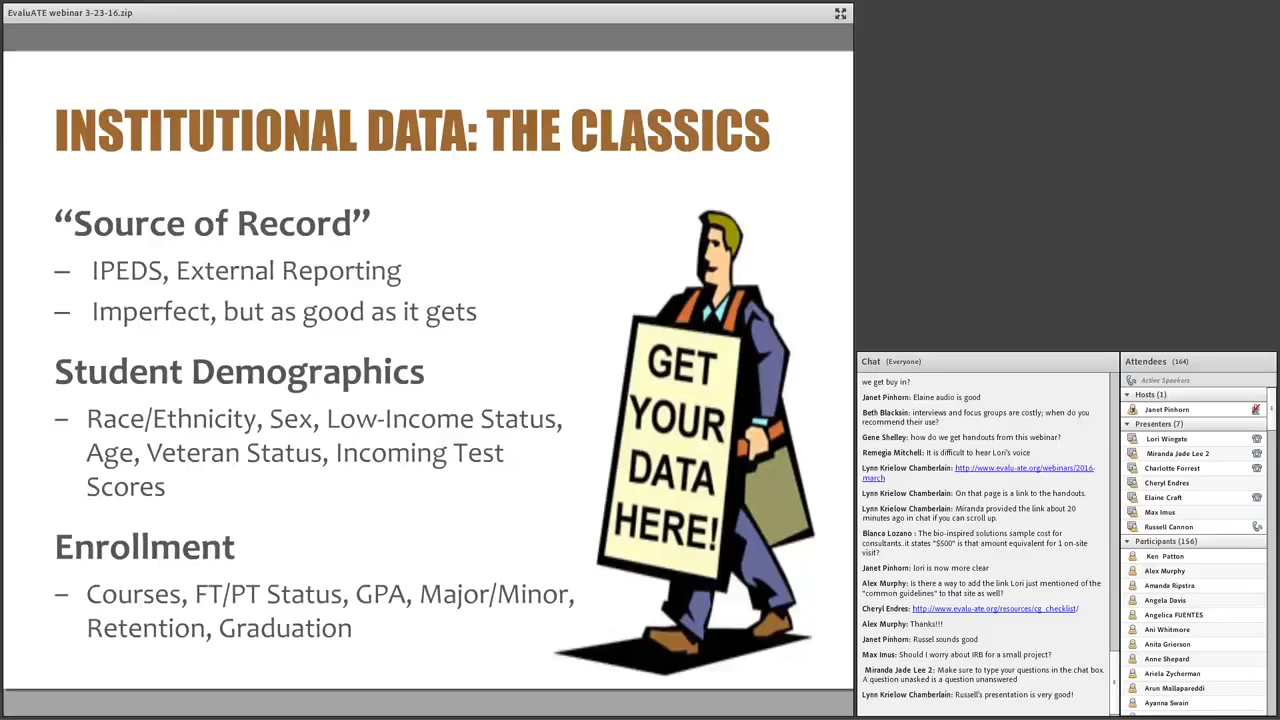 EvaluATE webinar 3-23-16.zip
INSTITUTIONAL DATA: THE CLASSICS
“Source of Record”
– IPEDS, External Reporting
– Imperfect, but as good as it gets
Student Demographics
– Race/Ethnicity, Sex, Low-Income Status,
Age, Veteran Status, Incoming Test
Scores
Enrollment
– Courses, FT/PT Status, GPA, Major/Minor,
Retention, Graduation
GET
YOUR
DATA
HERE!
Chat (Everyone)
we get buy in?
Janet Pinhorn: Elaine audio is good
Beth Blacksin: interviews and focus groups are costly; when do you
recommend their use?
Gene Shelley: how do we get handouts from this webinar?
Remegia Mitchell: It is difficult to hear Lori's voice
Lynn Krielow Chamberlain: http://www.evalu-ate.org/webinars/2016-
march
Lynn Krielow Chamberlain: On that page is a link to the handouts.
Lynn Krielow Chamberlain: Miranda provided the link about 20
minutes ago in chat if you can scroll up.
Blanca Lozano : The bio-inspired solutions sample cost for
consultants..it states "$500" is that amount equivalent for 1 on-site
visit?
Janet Pinhorn: lori is now more clear
Alex Murphy: Is there a way to add the link Lori just mentioned of the
"common guidelines" to that site as well?
Cheryl Endres: http://www.evalu-ate.org/resources/cg_checklist/
Alex Murphy: Thanks!!!
Janet Pinhorn: Russel sounds good
Max Imus: Should I worry about IRB for a small project?
Miranda Jade Lee 2: Make sure to type your questions in the chat box.
A question unasked is a question unanswered
Lynn Krielow Chamberlain: Russell's presentation is very good!
Attendees (164)
Active Speakers
Hosts (1)
Janet Pinhorn
Presenters (7)
Lori Wingate
Miranda Jade Lee 2
Charlotte Forrest
Cheryl Endres
Elaine Craft
Max Imus
Russell Cannon
Participants (156)
Ken Patton
Alex Murphy
Amanda Ripstra
Angela Davis
Angelica FUENTES
Ani Whitmore
Anita Grierson
Anne Shepard
Ariela Zycherman
Arun Mallapareddi
Ayanna Swain